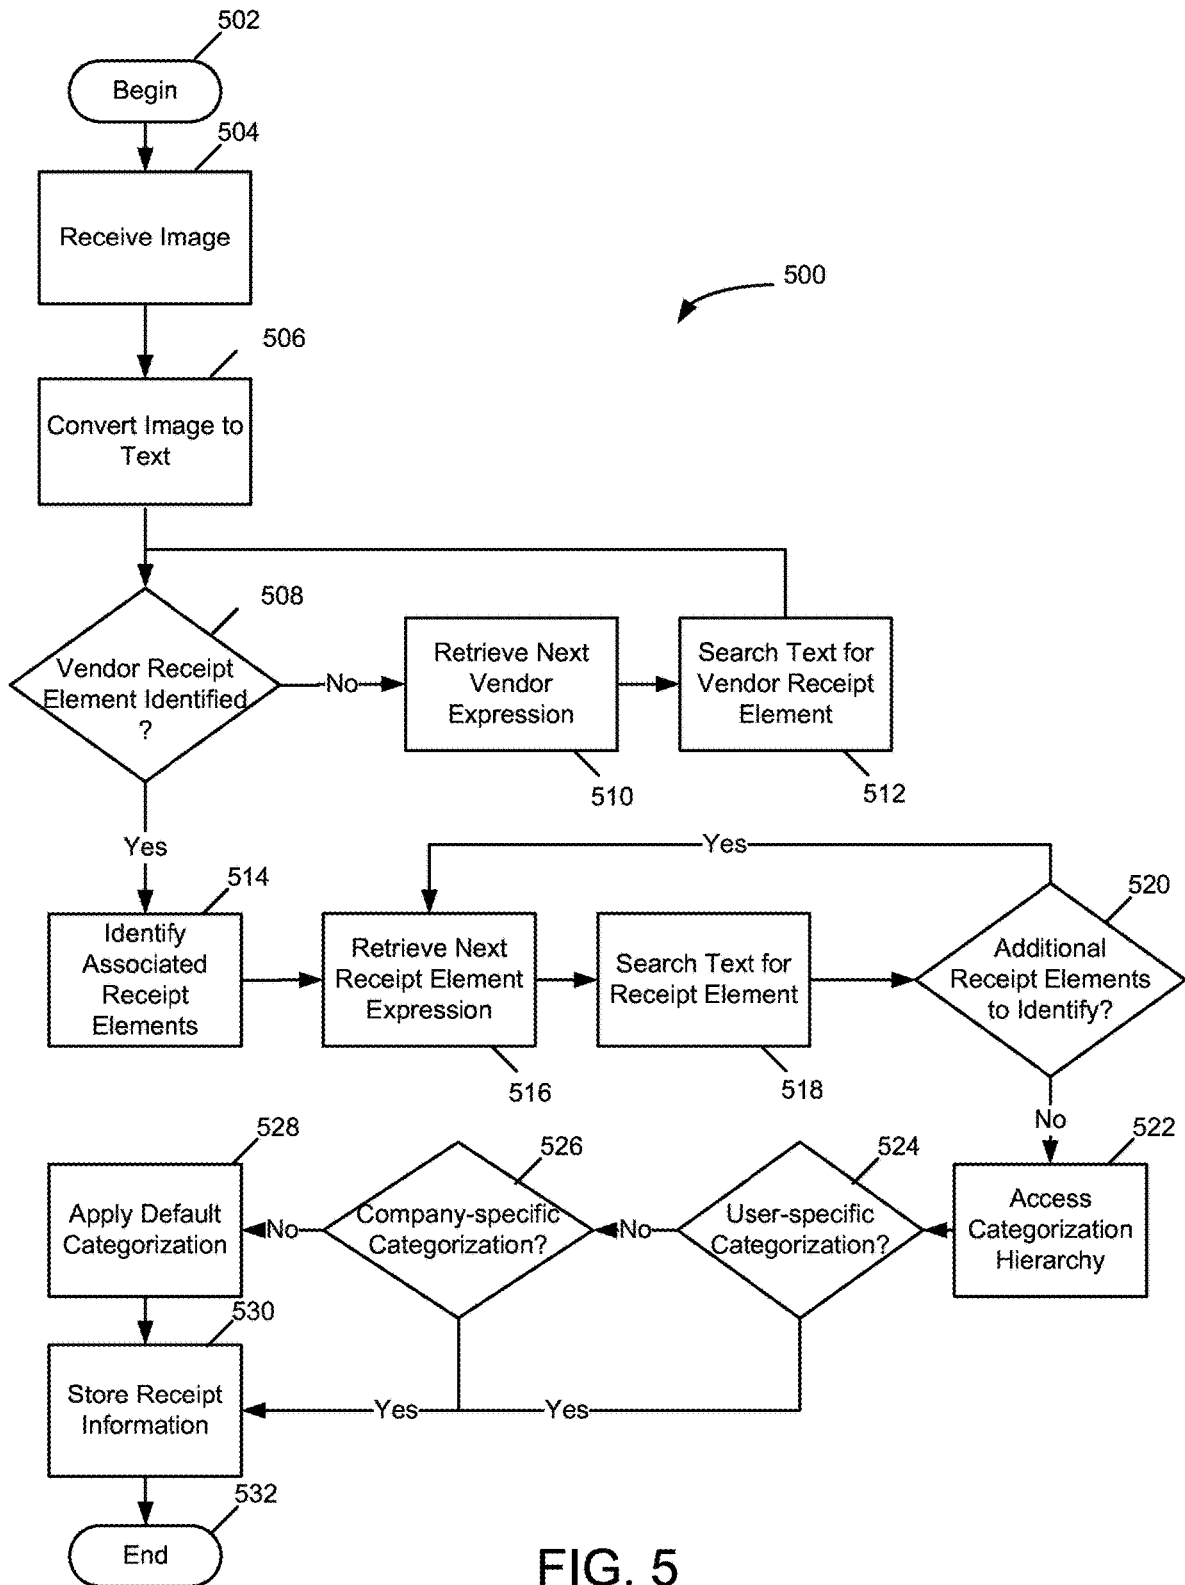 502
Begin
504
Receive Image
500
506
Convert Image to
Text
508
Vendor Receipt
Element Identified
?
No
Retrieve Next
Vendor
Expression
510
Search Text for
Vendor Receipt
Element
512
Yes
Yes
514
Identify
Associated
Receipt
Elements
Retrieve Next
Receipt Element
Expression
516
Search Text for
Receipt Element
518
520
Additional
Receipt Elements
to Identify?
No
522
Access
Categorization
Hierarchy
524
User-specific
Categorization?
No
526
Company-specific
Categorization?
No
528
Apply Default
Categorization
530
Store Receipt
Information
Yes
Yes
532
End
FIG. 5